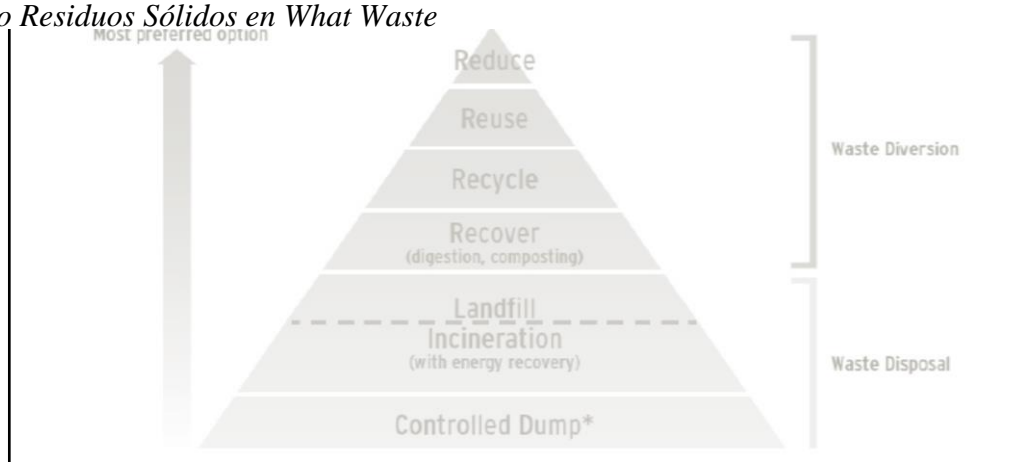 o Residuos Sólidos en What Waste
Most preferred option
Reduce
Reuse
Recycle
Recover
(digestion, composting)
Landfill
Incineration
(with energy recovery)
Controlled Dump*
Waste Diversion
Waste Disposal